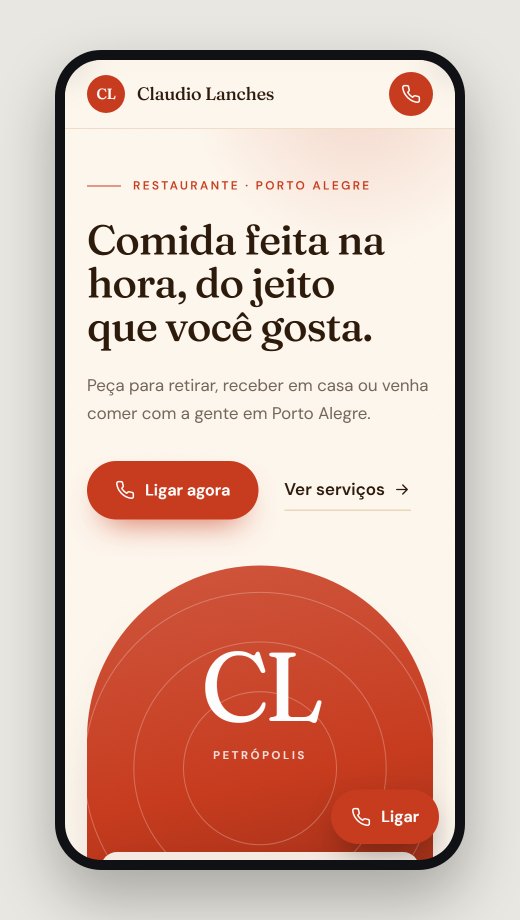 CL Claudio Lanches
RESTAURANTE · PORTO ALEGRE
Comida feita na
hora, do jeito
que você gosta.
Peça para retirar, receber em casa ou venha
comer com a gente em Porto Alegre.
Ligar agora
Ver serviços →
CL
PETRÓPOLIS
Ligar